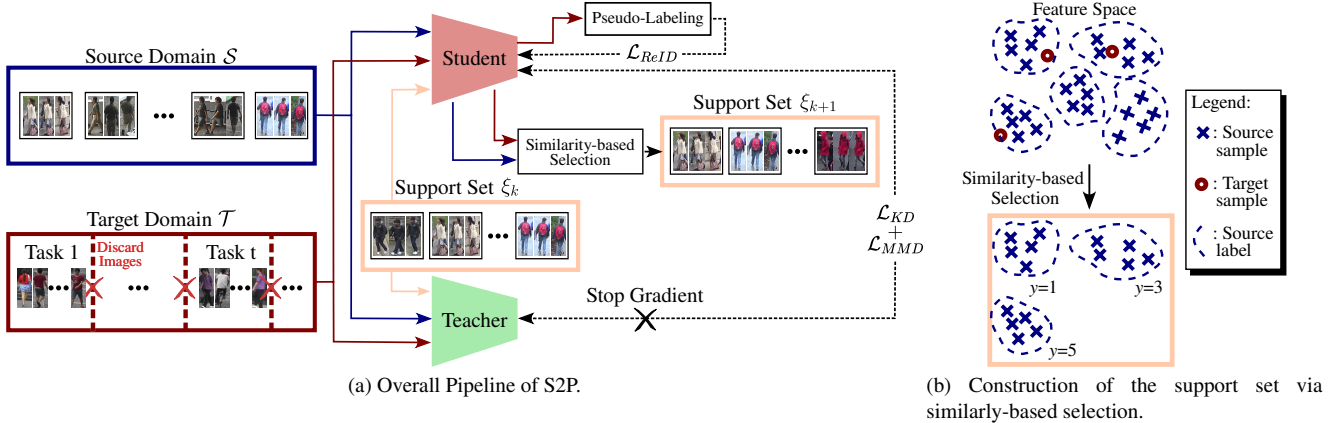 Source Domain 𝒮
Target Domain 𝒯
Task 1
Discard
Images
Task t
Student
Teacher
Pseudo-Labeling
ℒ_ReID
Similarity-based
Selection
Support Set ξ_{k+1}
Support Set ξ_k
ℒ_KD
+
ℒ_MMD
Stop Gradient
(a) Overall Pipeline of S2P.
Feature Space
Similarity-based
Selection
y=1
y=3
y=5
Legend:
: Source
sample
: Target
sample
: Source
label
(b) Construction of the support set via
similarly-based selection.